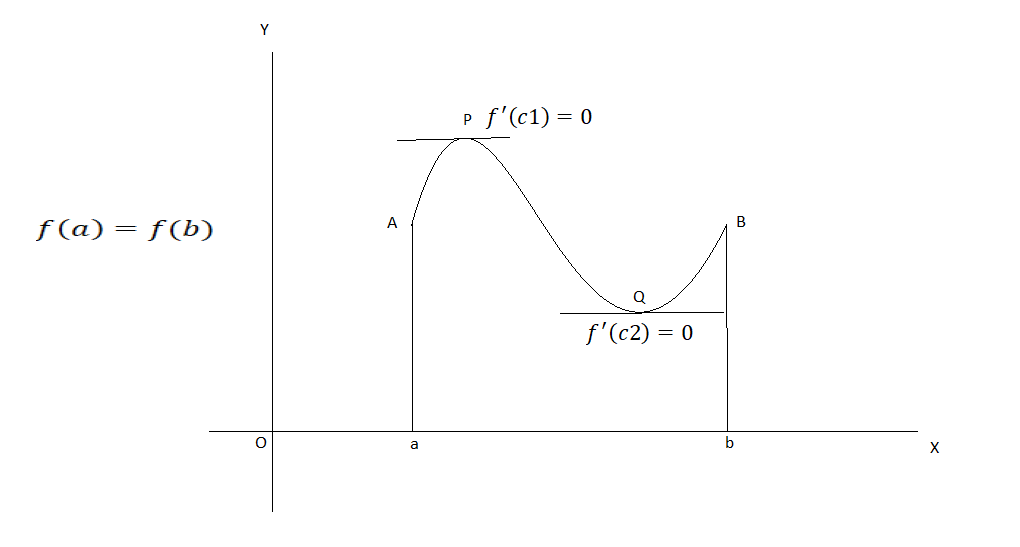 Y
P f′(c1) = 0
A
B
f(a) = f(b)
Q
f′(c2) = 0
O
a
b
X